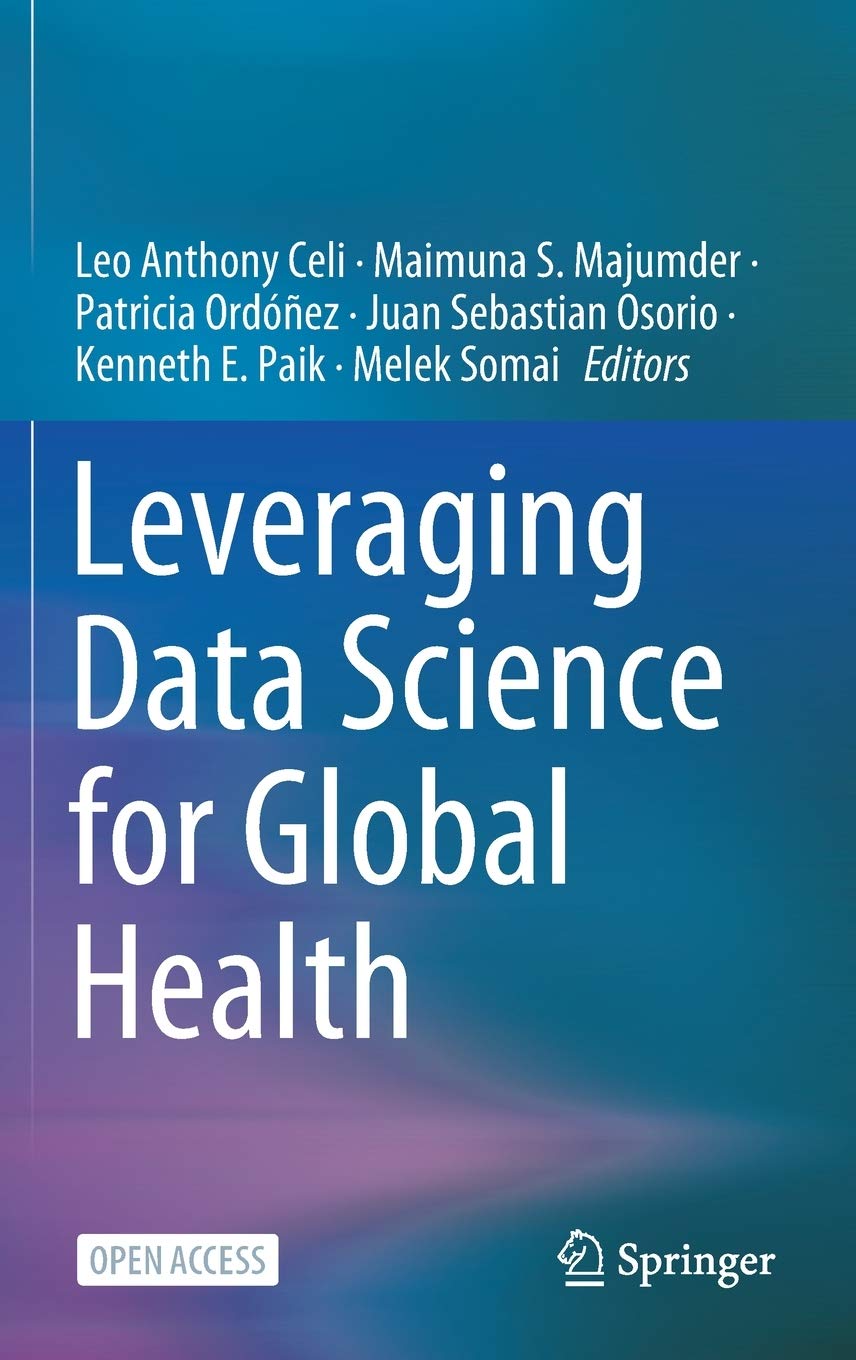 Leo Anthony Celi · Maimuna S. Majumder ·
Patricia Ordóñez · Juan Sebastian Osorio ·
Kenneth E. Paik · Melek Somai Editors
Leveraging
Data Science
for Global
Health
OPEN ACCESS
Springer